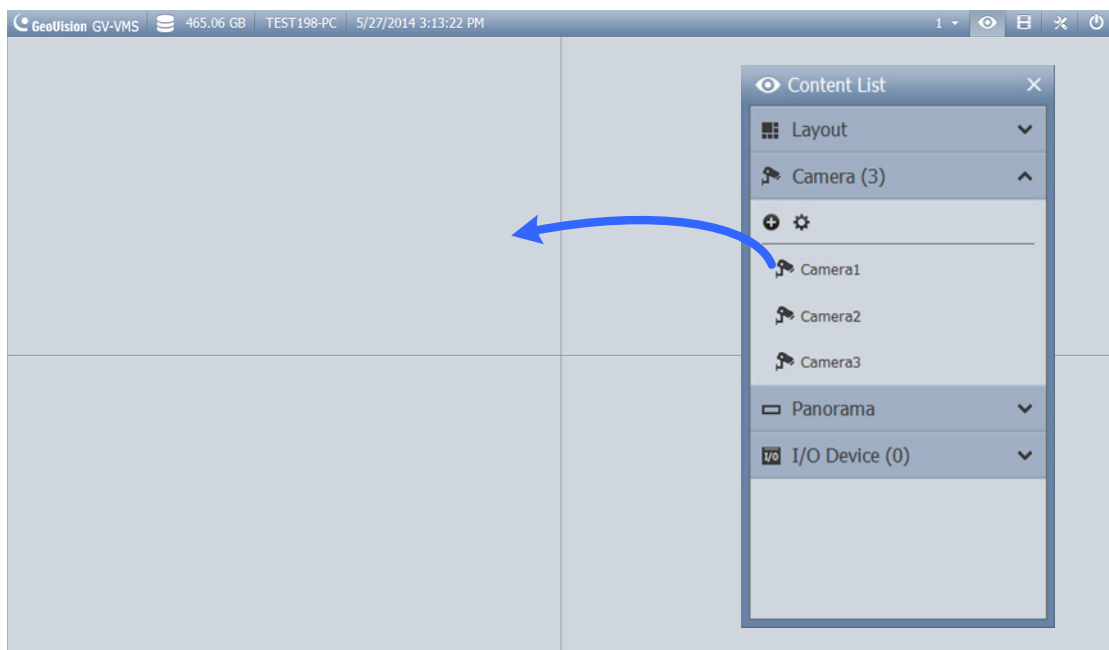 GeoVision GV-VMS 465.06 GB TEST198-PC 5/27/2014 3:13:22 PM 1
Content List
Layout
Camera (3)
Camera1
Camera2
Camera3
Panorama
I/O I/O Device (0)